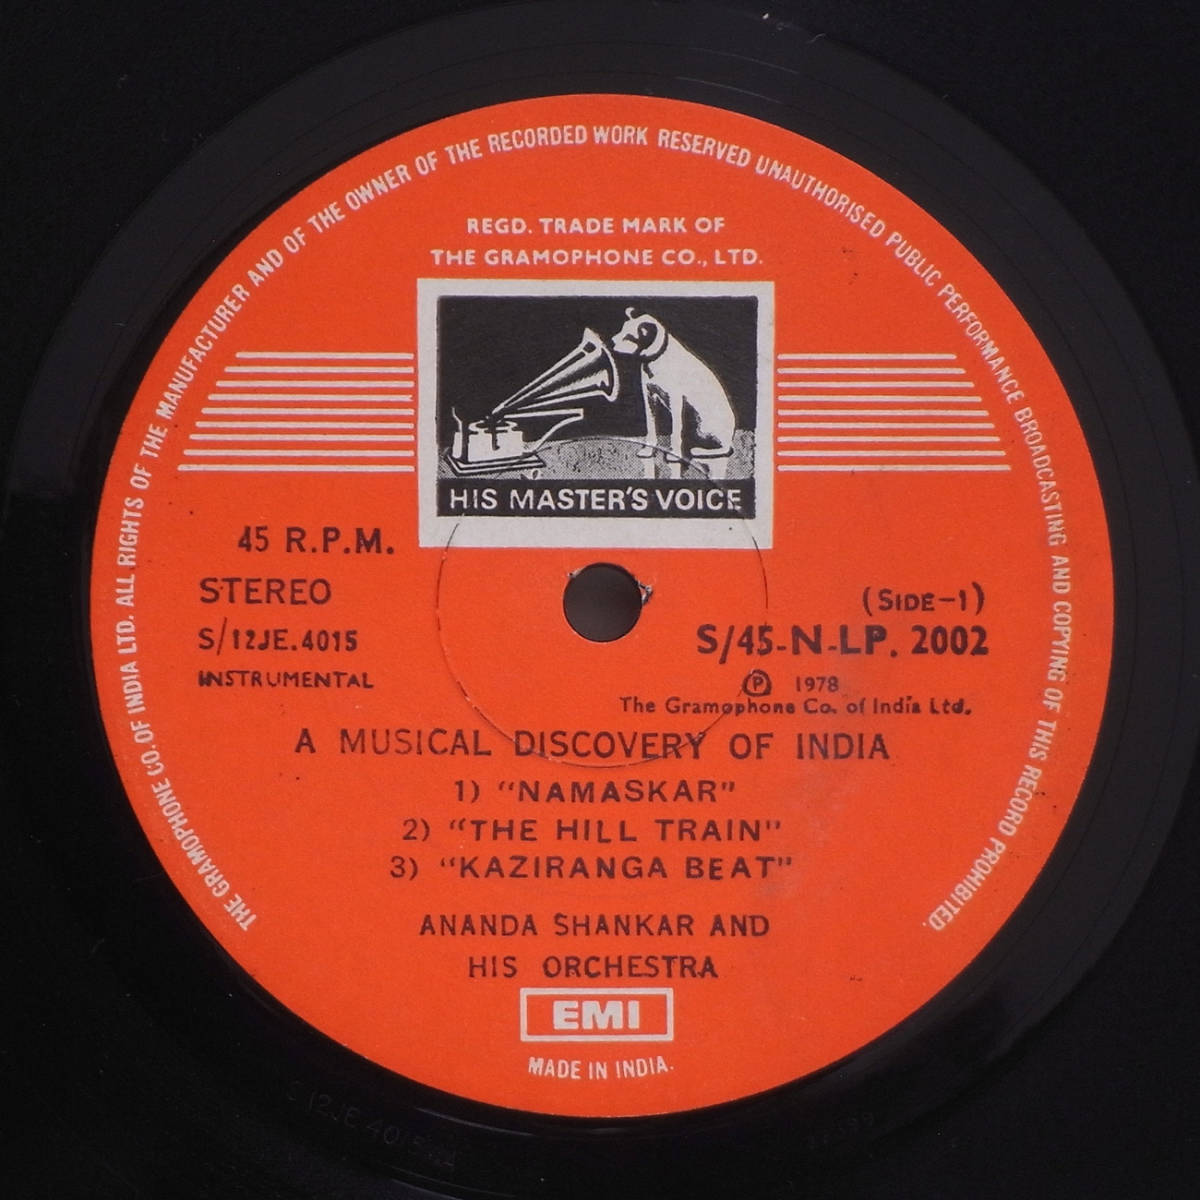 THE GRAMOPHONE CO. OF INDIA LTD. ALL RIGHTS OF THE MANUFACTURER AND OF THE OWNER OF THE RECORDED WORK RESERVED UNAUTHORISED PUBLIC PERFORMANCE BROADCASTING AND COPYING OF THIS RECORD PROHIBITED.
REGD. TRADE MARK OF
THE GRAMOPHONE CO., LTD.
HIS MASTER'S VOICE
45 R.P.M.
STEREO
S/12JE.4015
INSTRUMENTAL
(SIDE-1)
S/45-N-LP. 2002
Ⓟ 1978
The Gramophone Co. of India Ltd.
A MUSICAL DISCOVERY OF INDIA
1) "NAMASKAR"
2) "THE HILL TRAIN"
3) "KAZIRANGA BEAT"
ANANDA SHANKAR AND
HIS ORCHESTRA
EMI
MADE IN INDIA.
12JE 4015